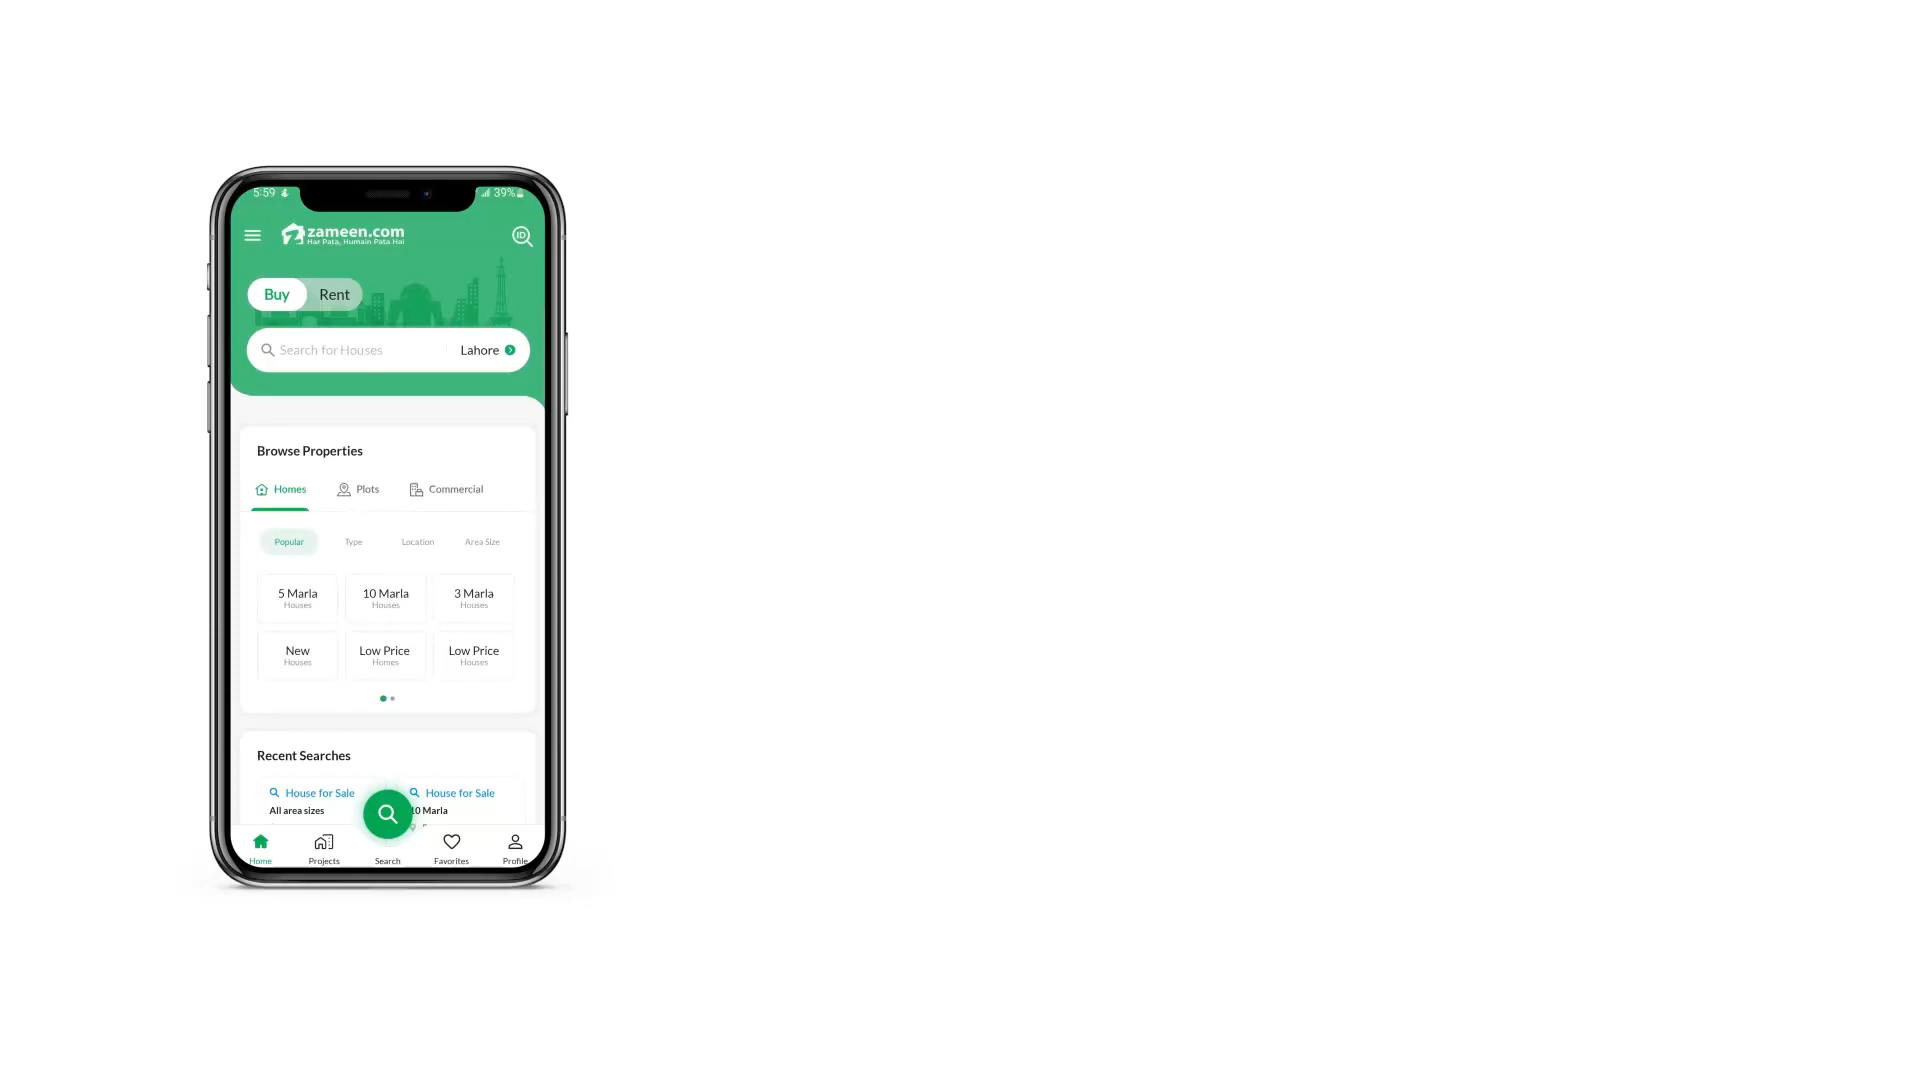 5:59
39%
zameen.com
Har Pata, Humain Pata Hai
ID
Buy
Rent
Search for Houses
Lahore
Browse Properties
Homes
Plots
Commercial
Popular
Type
Location
Area Size
5 Marla
Houses
10 Marla
Houses
3 Marla
Houses
New
Houses
Low Price
Homes
Low Price
Houses
Recent Searches
House for Sale
All area sizes
House for Sale
10 Marla
Home
Projects
Search
Favorites
Profile